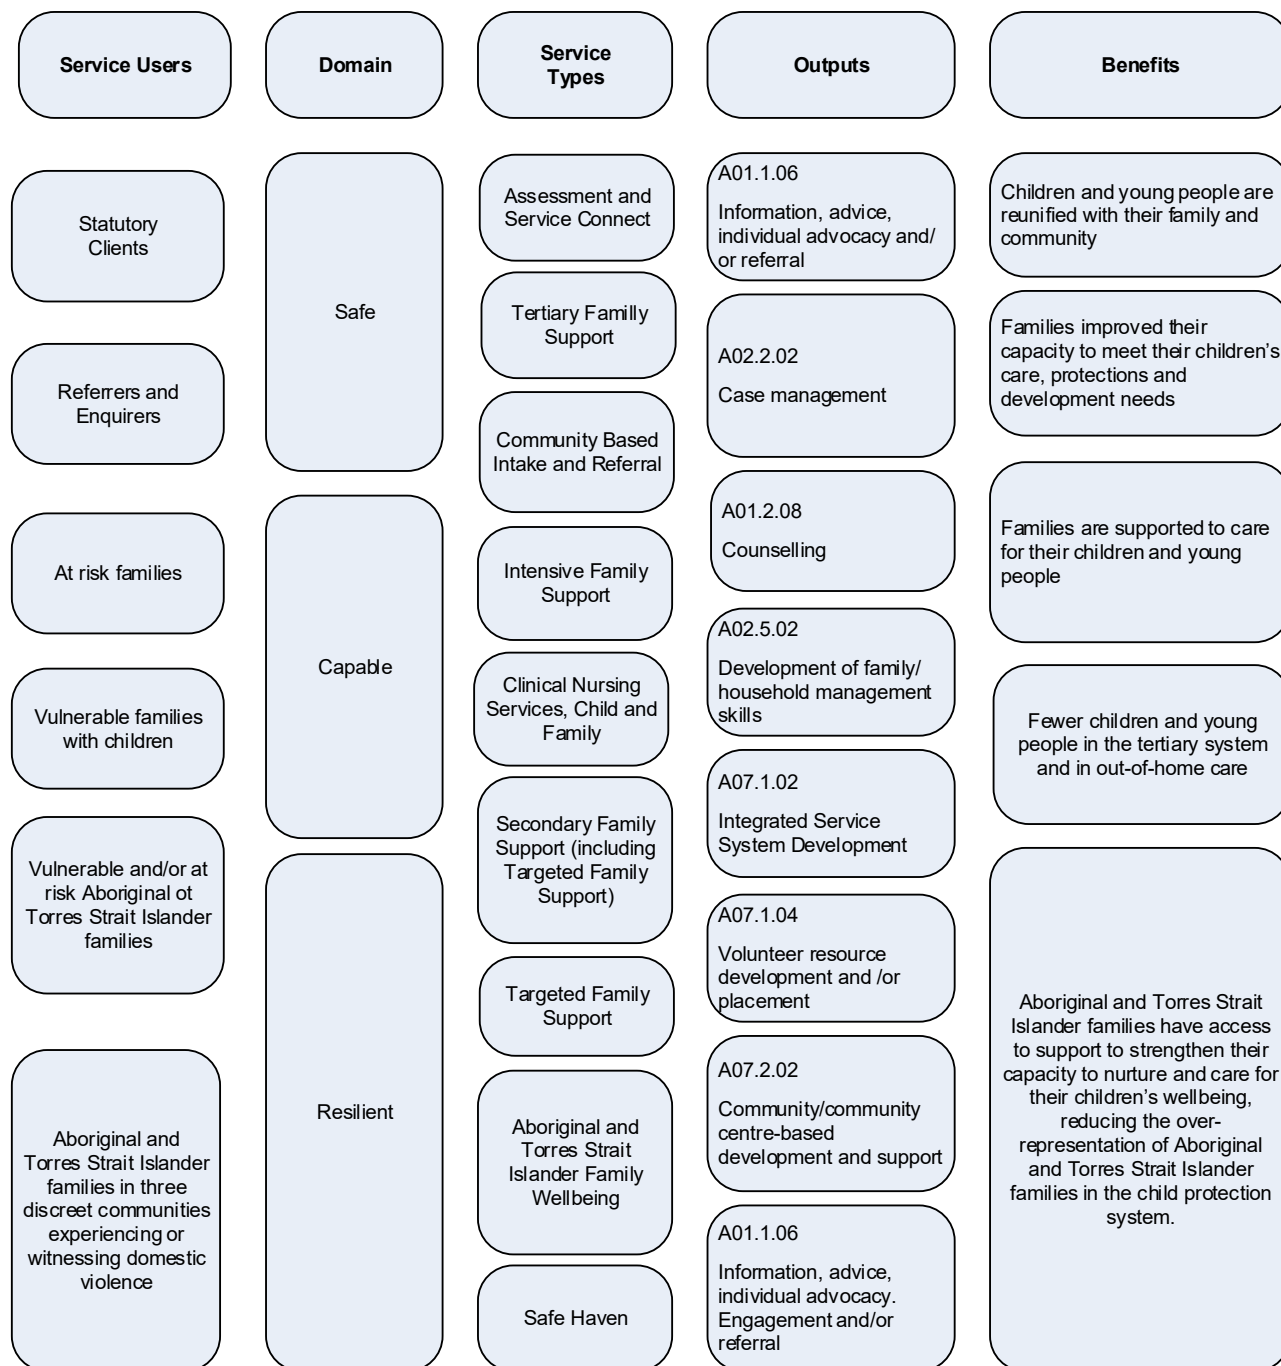 Service Users
Domain
Service
Types
Outputs
Benefits
Statutory
Clients
Referrers and
Enquirers
At risk families
Vulnerable families
with children
Vulnerable and/or at
risk Aboriginal ot
Torres Strait Islander
families
Aboriginal and
Torres Strait Islander
families in three
discreet communities
experiencing or
witnessing domestic
violence
Safe
Capable
Resilient
Assessment and
Service Connect
Tertiary Familly
Support
Community Based
Intake and Referral
Intensive Family
Support
Clinical Nursing
Services, Child and
Family
Secondary Family
Support (including
Targeted Family
Support)
Targeted Family
Support
Aboriginal and
Torres Strait
Islander Family
Wellbeing
Safe Haven
A01.1.06
Information, advice,
individual advocacy and/
or referral
A02.2.02
Case management
A01.2.08
Counselling
A02.5.02
Development of family/
household management
skills
A07.1.02
Integrated Service
System Development
A07.1.04
Volunteer resource
development and /or
placement
A07.2.02
Community/community
centre-based
development and support
A01.1.06
Information, advice,
individual advocacy.
Engagement and/or
referral
Children and young people are
reunified with their family and
community
Families improved their
capacity to meet their children’s
care, protections and
development needs
Families are supported to care
for their children and young
people
Fewer children and young
people in the tertiary system
and in out-of-home care
Aboriginal and Torres Strait
Islander families have access
to support to strengthen their
capacity to nurture and care for
their children’s wellbeing,
reducing the over-
representation of Aboriginal
and Torres Strait Islander
families in the child protection
system.